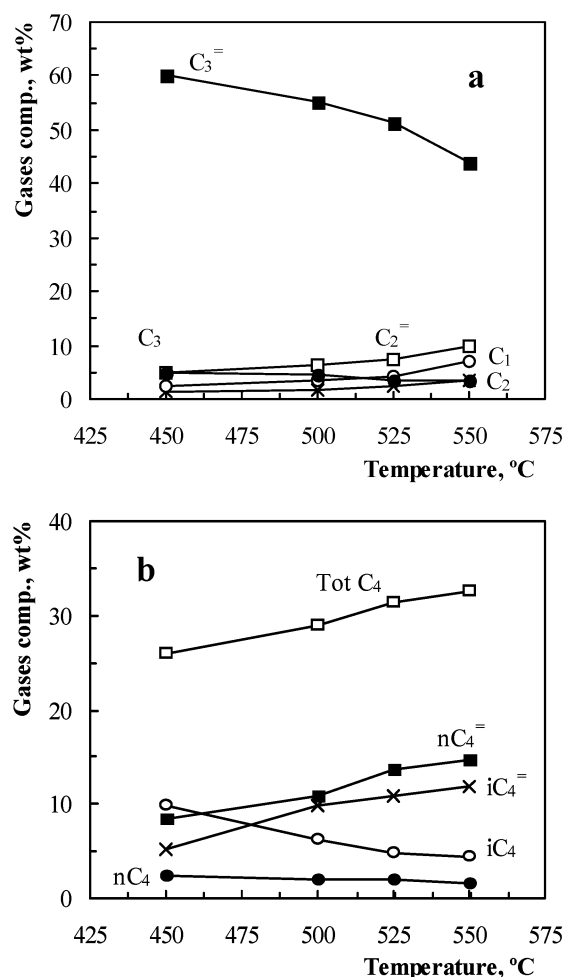 70
60
50
40
30
20
10
0
Gases comp., wt%
C₃⁼
a
C₃
C₂⁼
C₁
C₂
425 450 475 500 525 550 575
Temperature, ºC
40
30
20
10
0
Gases comp., wt%
b
Tot C₄
nC₄⁼
iC₄⁼
iC₄
nC₄
425 450 475 500 525 550 575
Temperature, ºC